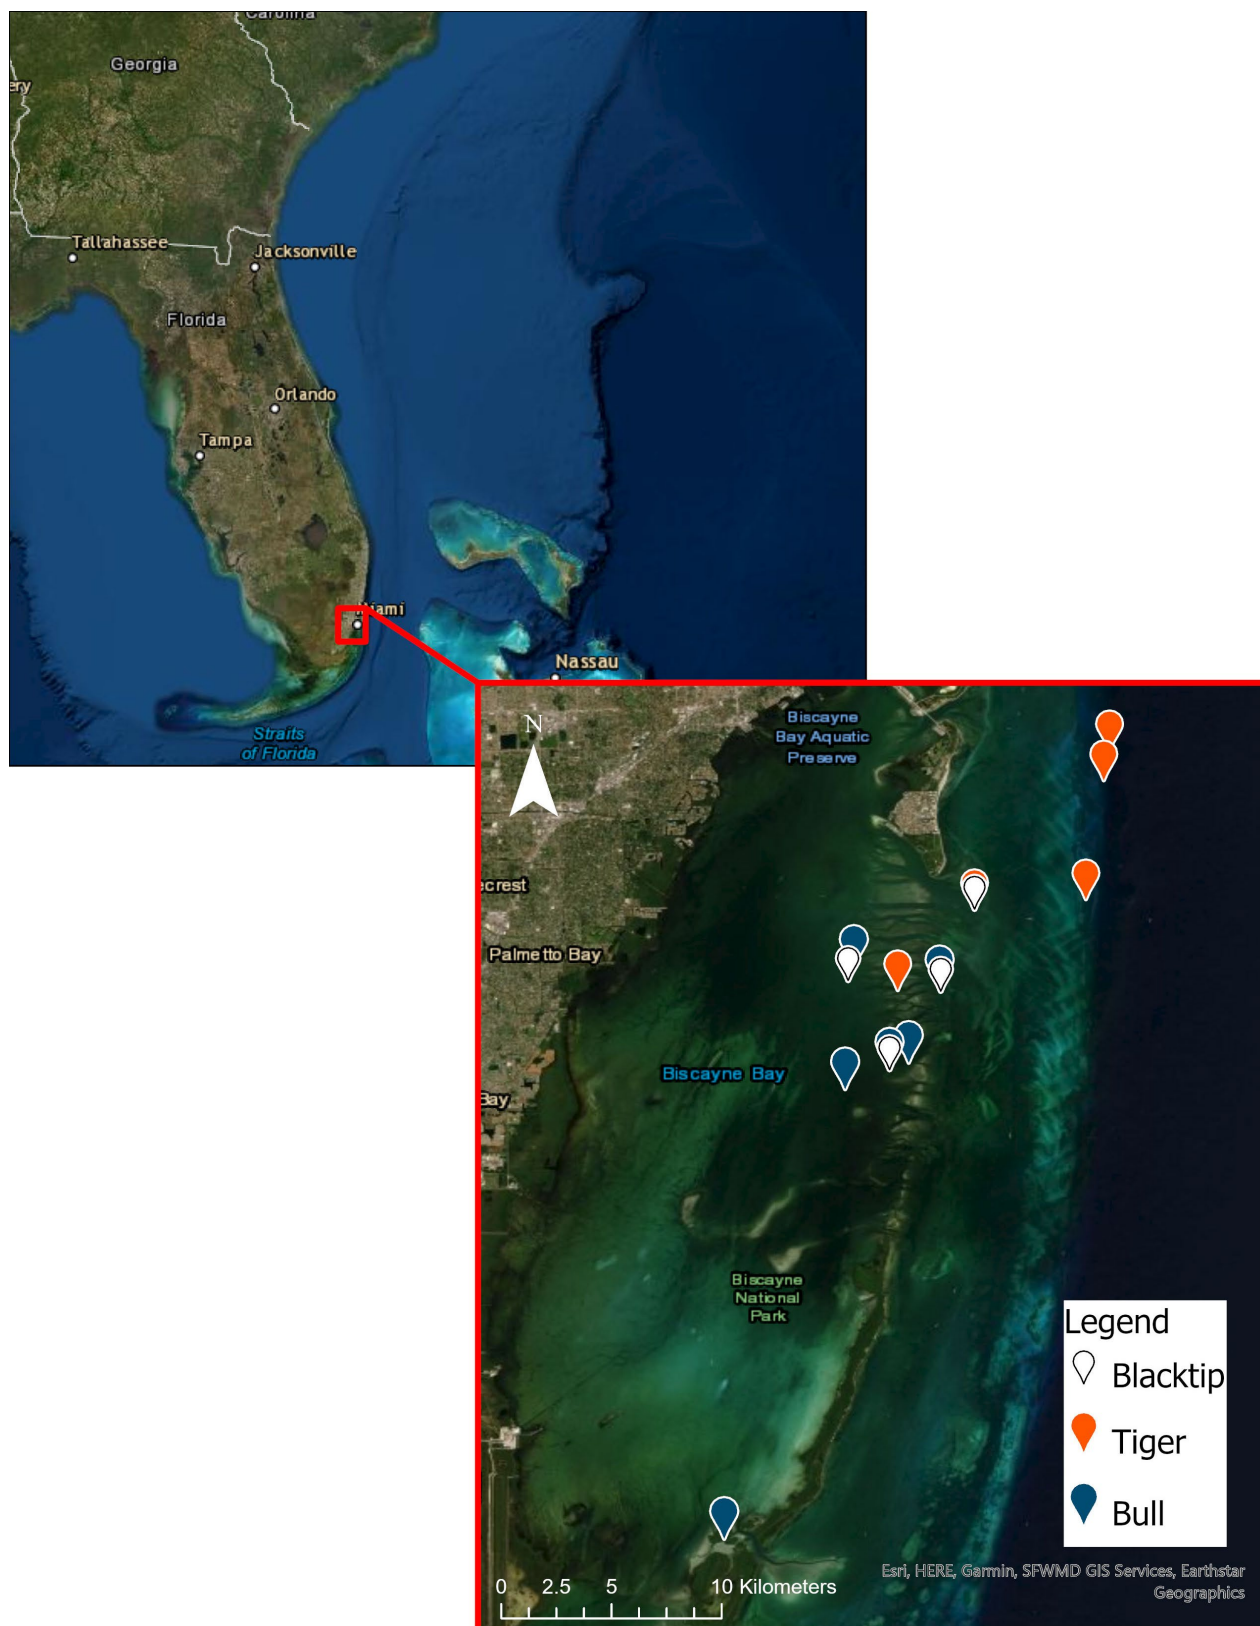 Carolina
Georgia
ery
Tallahassee
Jacksonville
Florida
Orlando
Tampa
Miami
Nassau
Straits
of Florida
N
Biscayne
Bay Aquatic
Preserve
ecrest
Palmetto Bay
Biscayne Bay
Bay
Biscayne
National
Park
Legend
Blacktip
Tiger
Bull
Esri, HERE, Garmin, SFWMD GIS Services, Earthstar
Geographics
0 2.5 5 10 Kilometers